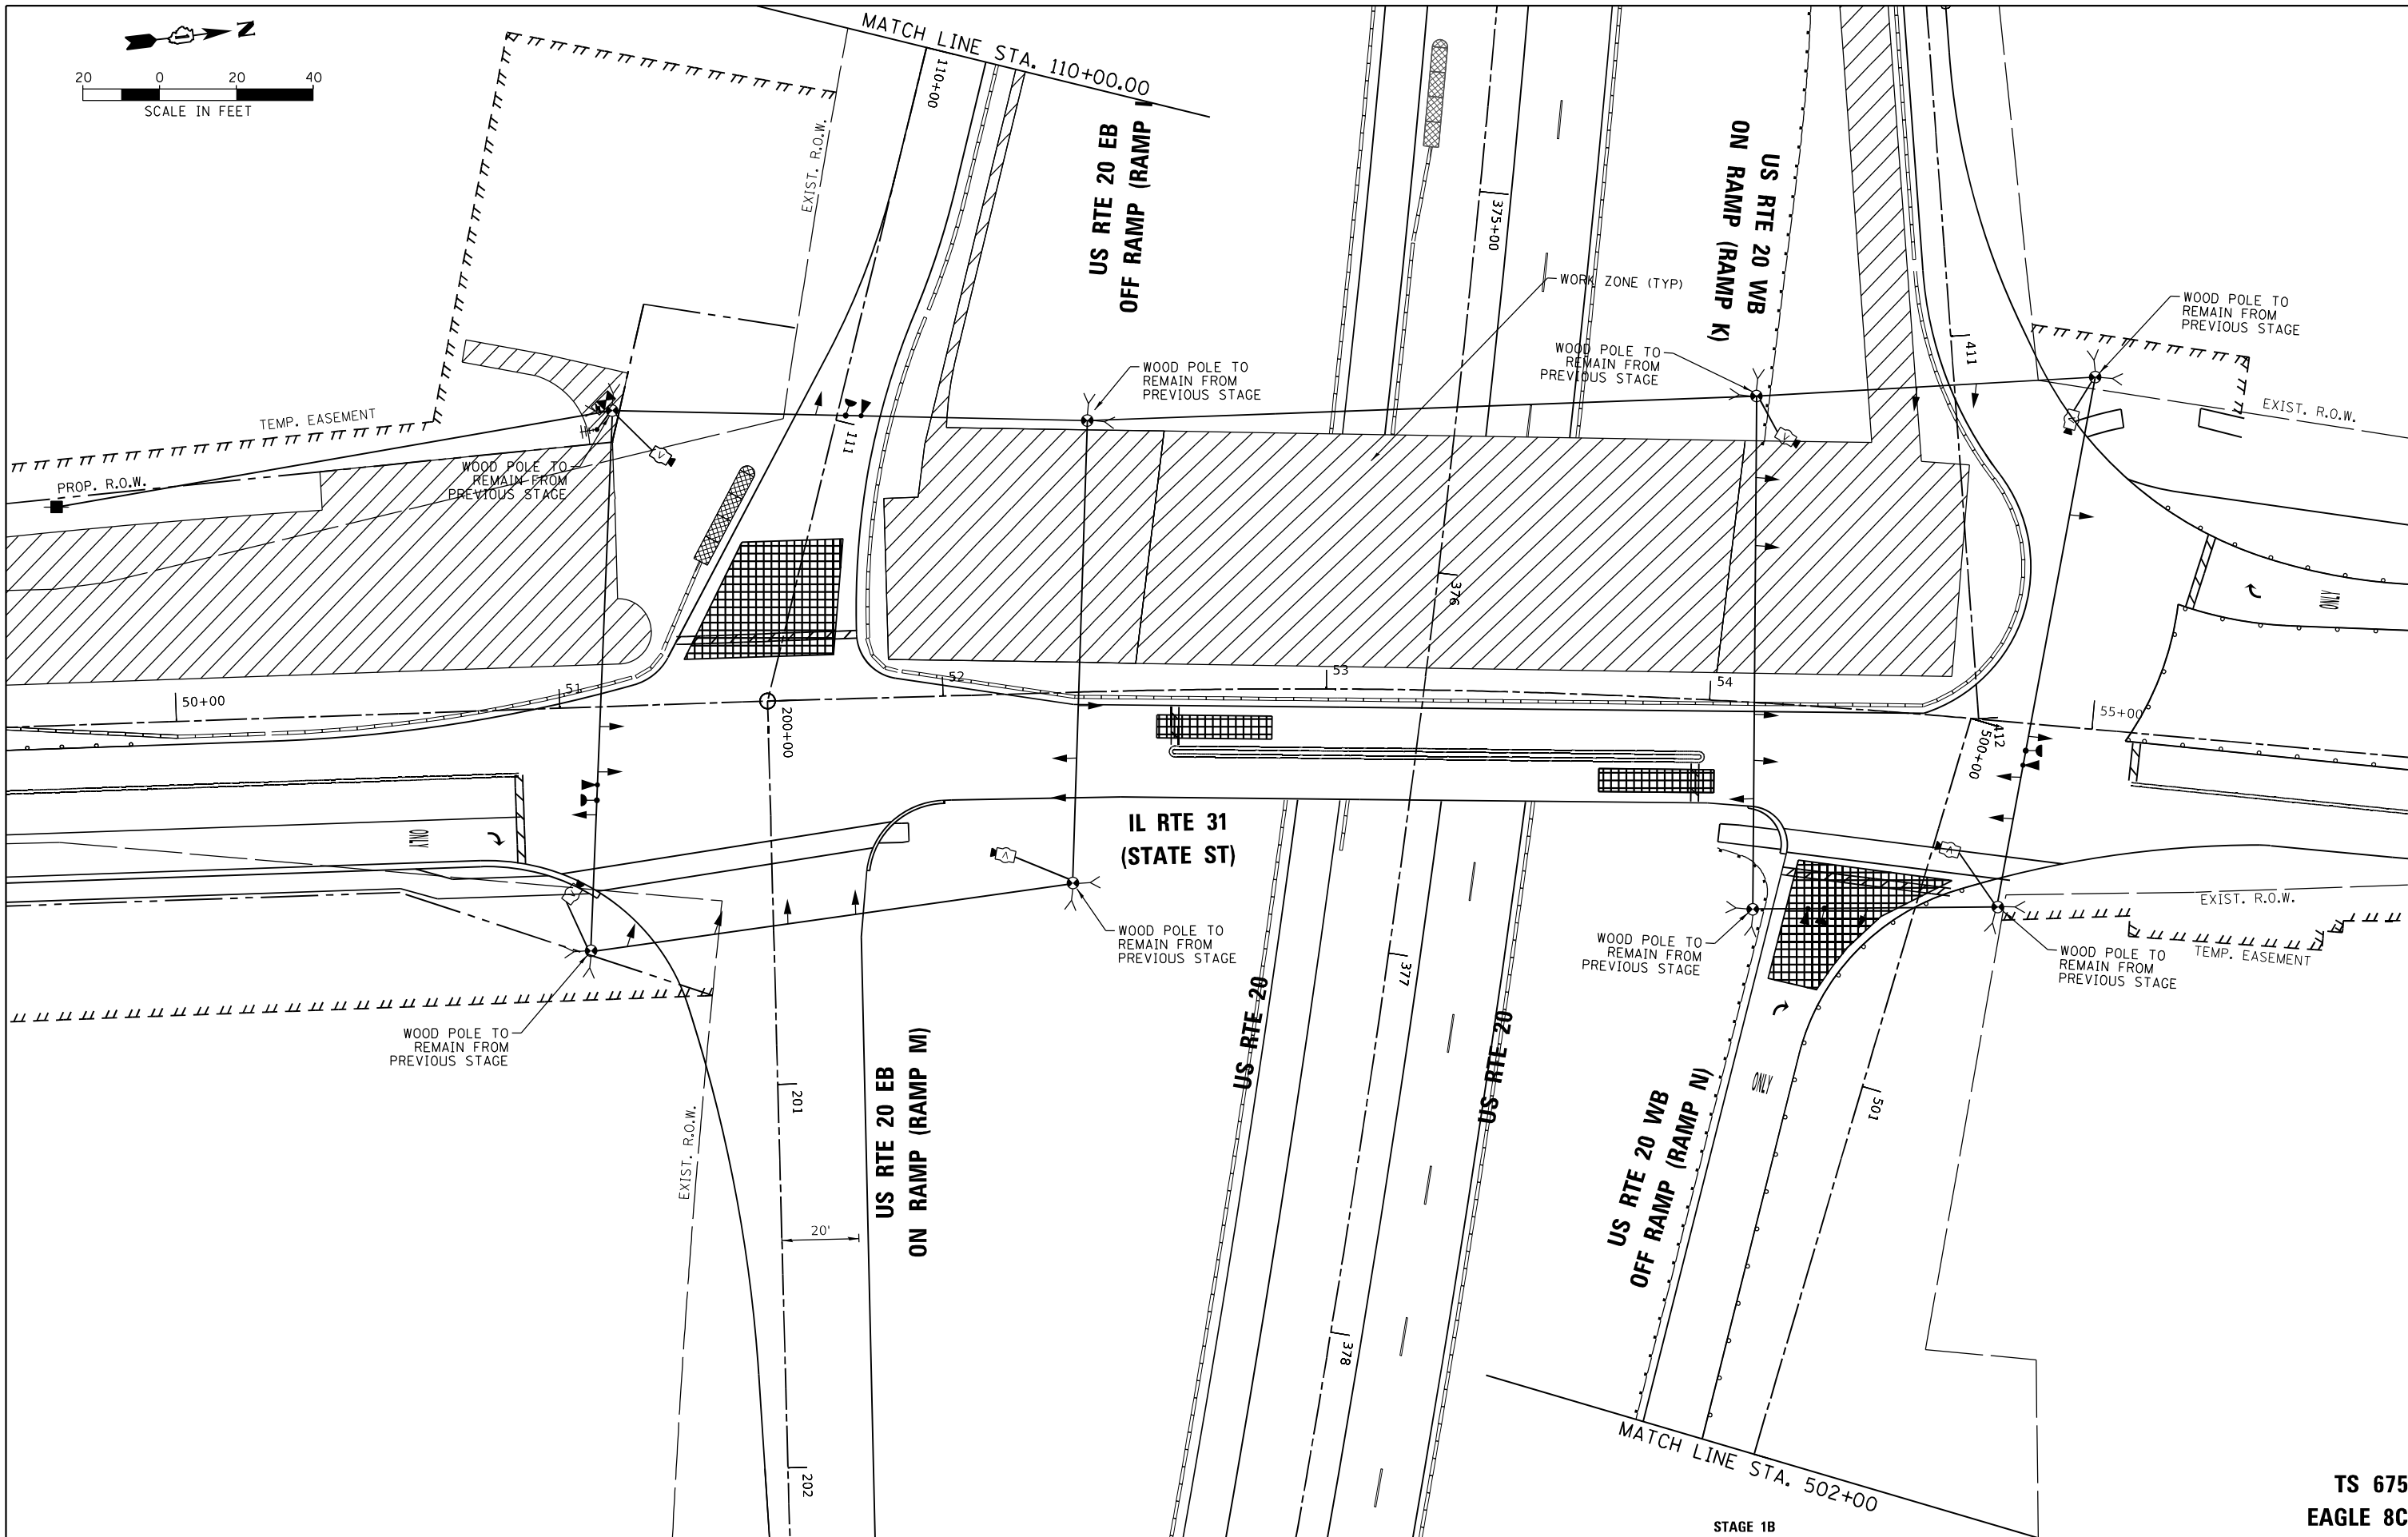 N
20 0 20 40
SCALE IN FEET
MATCH LINE STA. 110+00.00
110+00
EXIST. R.O.W.
US RTE 20 EB
OFF RAMP (RAMP
375+00
US RTE 20 WB
ON RAMP (RAMP K)
WORK ZONE (TYP)
WOOD POLE TO
REMAIN FROM
PREVIOUS STAGE
411
WOOD POLE TO
REMAIN FROM
PREVIOUS STAGE
WOOD POLE TO
REMAIN FROM
PREVIOUS STAGE
TEMP. EASEMENT
EXIST. R.O.W.
111
WOOD POLE TO
REMAIN FROM
PREVIOUS STAGE
PROP. R.O.W.
376
ONLY
50+00
51
52
53
54
55+00
200+00
412
500+00
ONLY
IL RTE 31
(STATE ST)
WOOD POLE TO
REMAIN FROM
PREVIOUS STAGE
WOOD POLE TO
REMAIN FROM
PREVIOUS STAGE
EXIST. R.O.W.
TEMP. EASEMENT
WOOD POLE TO
REMAIN FROM
PREVIOUS STAGE
377
WOOD POLE TO
REMAIN FROM
PREVIOUS STAGE
US RTE 20
US RTE 20
ONLY
201
501
EXIST. R.O.W.
US RTE 20 EB
ON RAMP (RAMP M)
US RTE 20 WB
OFF RAMP (RAMP N)
20'
378
202
MATCH LINE STA. 502+00
TS 675
EAGLE 8C
STAGE 1B